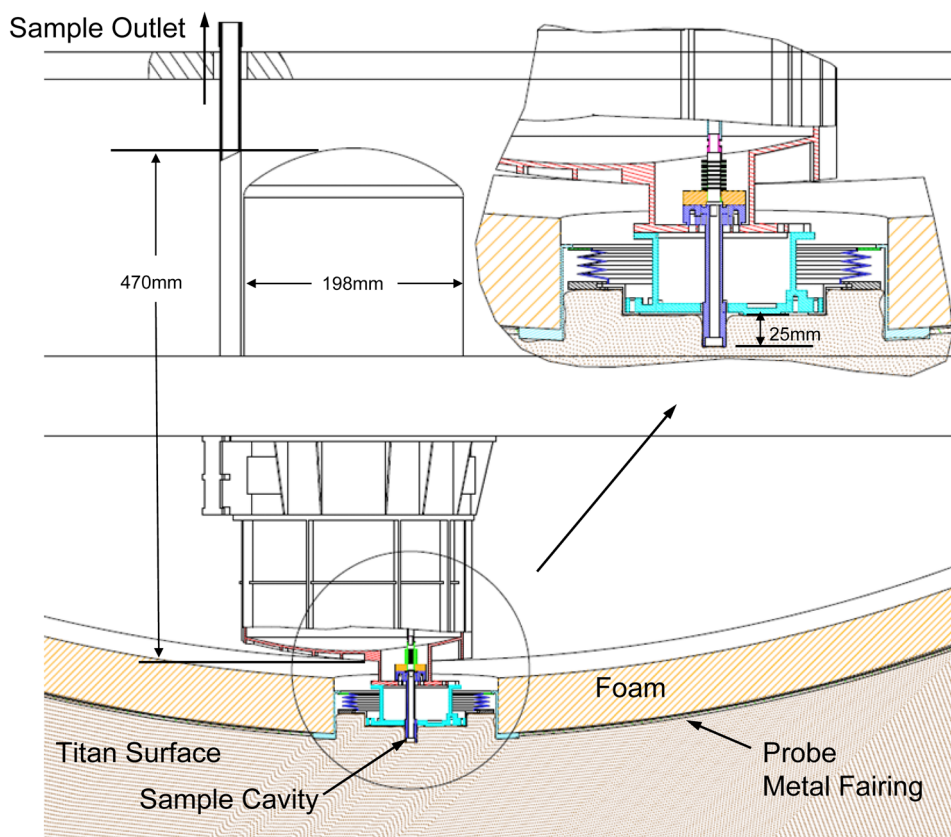 Sample Outlet
470mm
198mm
25mm
Foam
Titan Surface
Probe
Metal Fairing
Sample Cavity